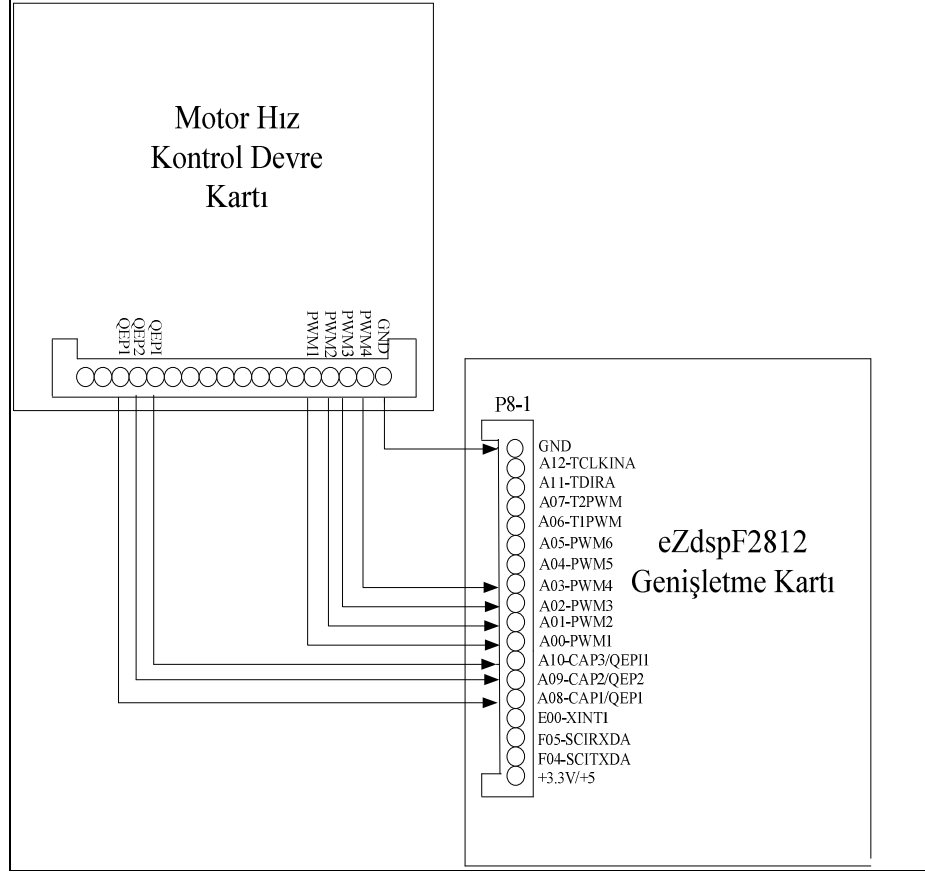 Motor Hız
Kontrol Devre
Kartı
QEP1
QEP2
QEPI
PWM1
PWM2
PWM3
PWM4
GND
P8-1
GND
A12-TCLKINA
A11-TDIRA
A07-T2PWM
A06-T1PWM
A05-PWM6
A04-PWM5
A03-PWM4
A02-PWM3
A01-PWM2
A00-PWM1
A10-CAP3/QEPI1
A09-CAP2/QEP2
A08-CAP1/QEP1
E00-XINT1
F05-SCIRXDA
F04-SCITXDA
+3.3V/+5
eZdspF2812
Genişletme Kartı